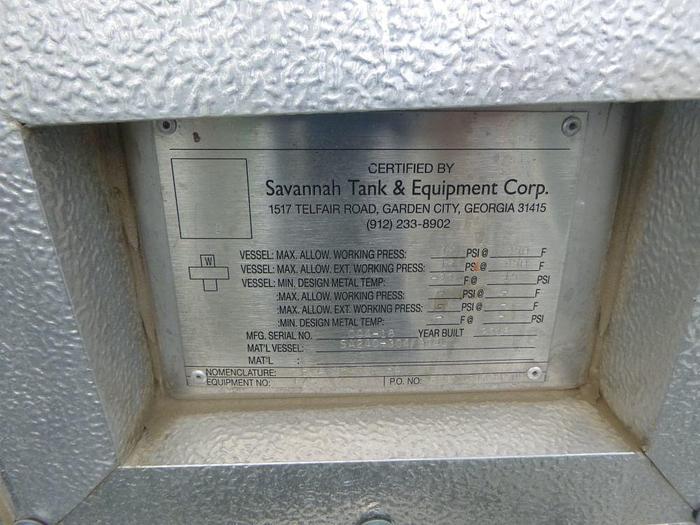 CERTIFIED BY
Savannah Tank & Equipment Corp.
1517 TELFAIR ROAD, GARDEN CITY, GEORGIA 31415
(912) 233-8902
W
VESSEL: MAX. ALLOW. WORKING PRESS: PSI @ F
VESSEL: MAX. ALLOW. EXT. WORKING PRESS: PSI @ F
VESSEL: MIN. DESIGN METAL TEMP: F @ PSI
:MAX. ALLOW. WORKING PRESS: PSI @ F
:MAX. ALLOW. EXT. WORKING PRESS: PSI @ F
:MIN. DESIGN METAL TEMP: F @ PSI
MFG. SERIAL NO. YEAR BUILT
MAT'L VESSEL:
MAT'L :
NOMENCLATURE:
EQUIPMENT NO: P.O. NO: